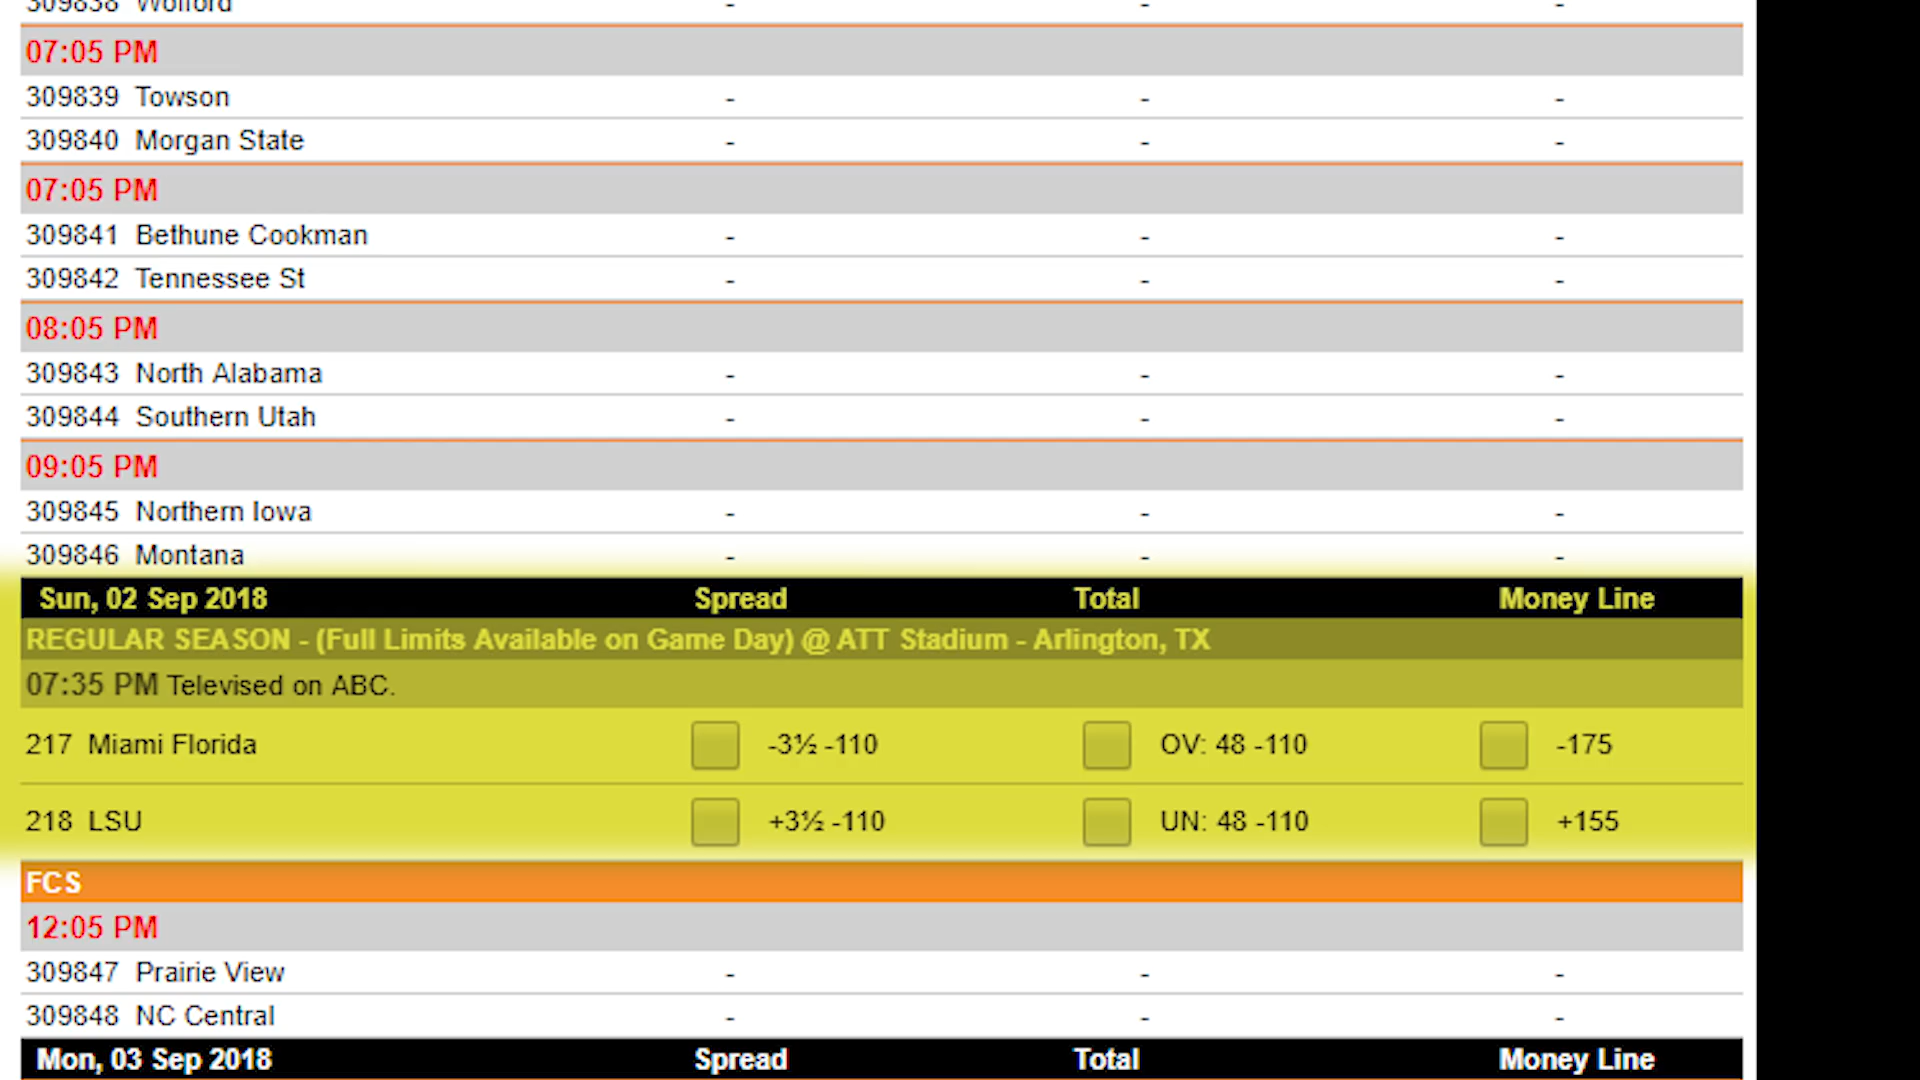 309838 Wofford - - -
07:05 PM
309839 Towson - - -
309840 Morgan State - - -
07:05 PM
309841 Bethune Cookman - - -
309842 Tennessee St - - -
08:05 PM
309843 North Alabama - - -
309844 Southern Utah - - -
09:05 PM
309845 Northern Iowa - - -
309846 Montana - - -
Sun, 02 Sep 2018 Spread Total Money Line
REGULAR SEASON - (Full Limits Available on Game Day) @ ATT Stadium - Arlington, TX
07:35 PM Televised on ABC.
217 Miami Florida -3½ -110 OV: 48 -110 -175
218 LSU +3½ -110 UN: 48 -110 +155
FCS
12:05 PM
309847 Prairie View - - -
309848 NC Central - - -
Mon, 03 Sep 2018 Spread Total Money Line